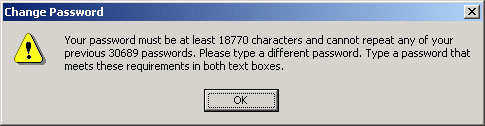 Change Password
Your password must be at least 18770 characters and cannot repeat any of your
previous 30689 passwords. Please type a different password. Type a password that
meets these requirements in both text boxes.
OK